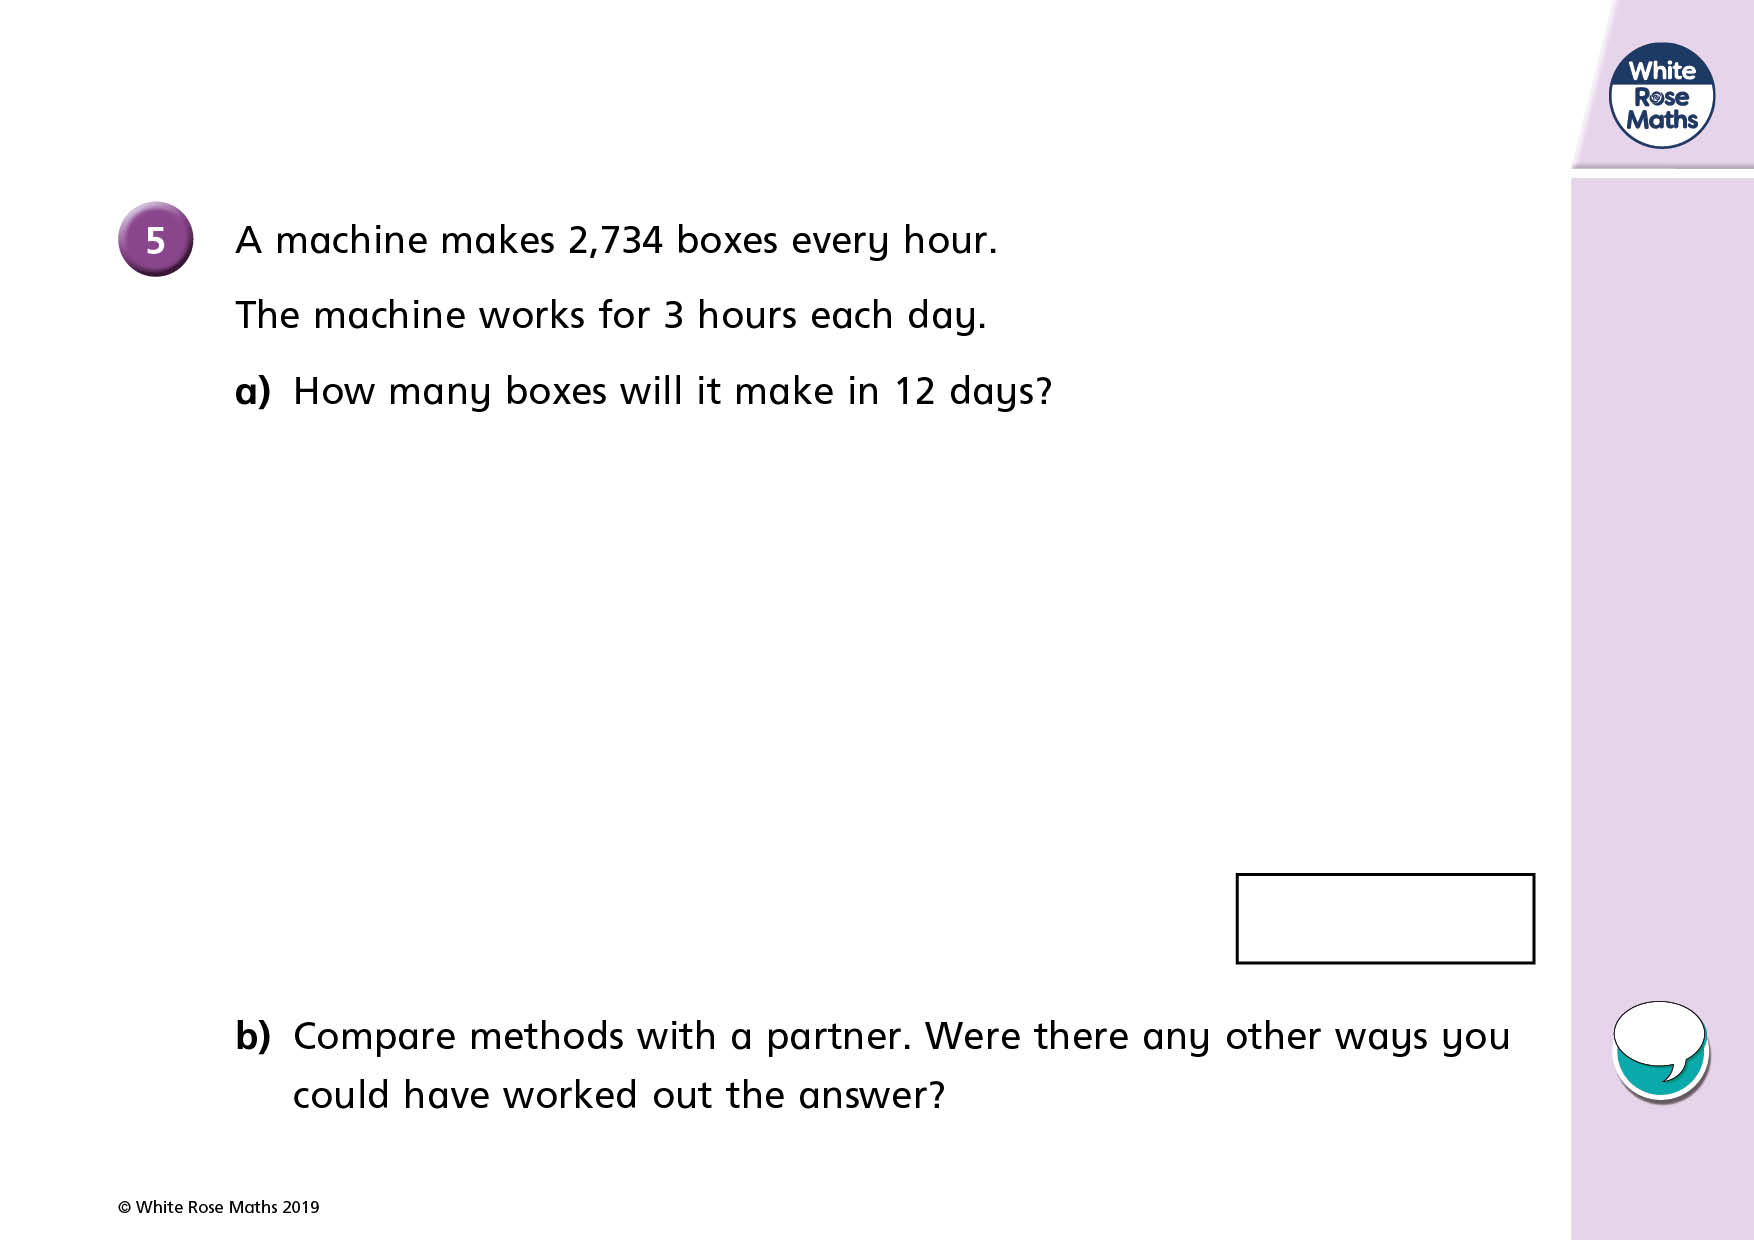 White
Rose
Maths
5 A machine makes 2,734 boxes every hour.
The machine works for 3 hours each day.
a) How many boxes will it make in 12 days?
b) Compare methods with a partner. Were there any other ways you
could have worked out the answer?
© White Rose Maths 2019